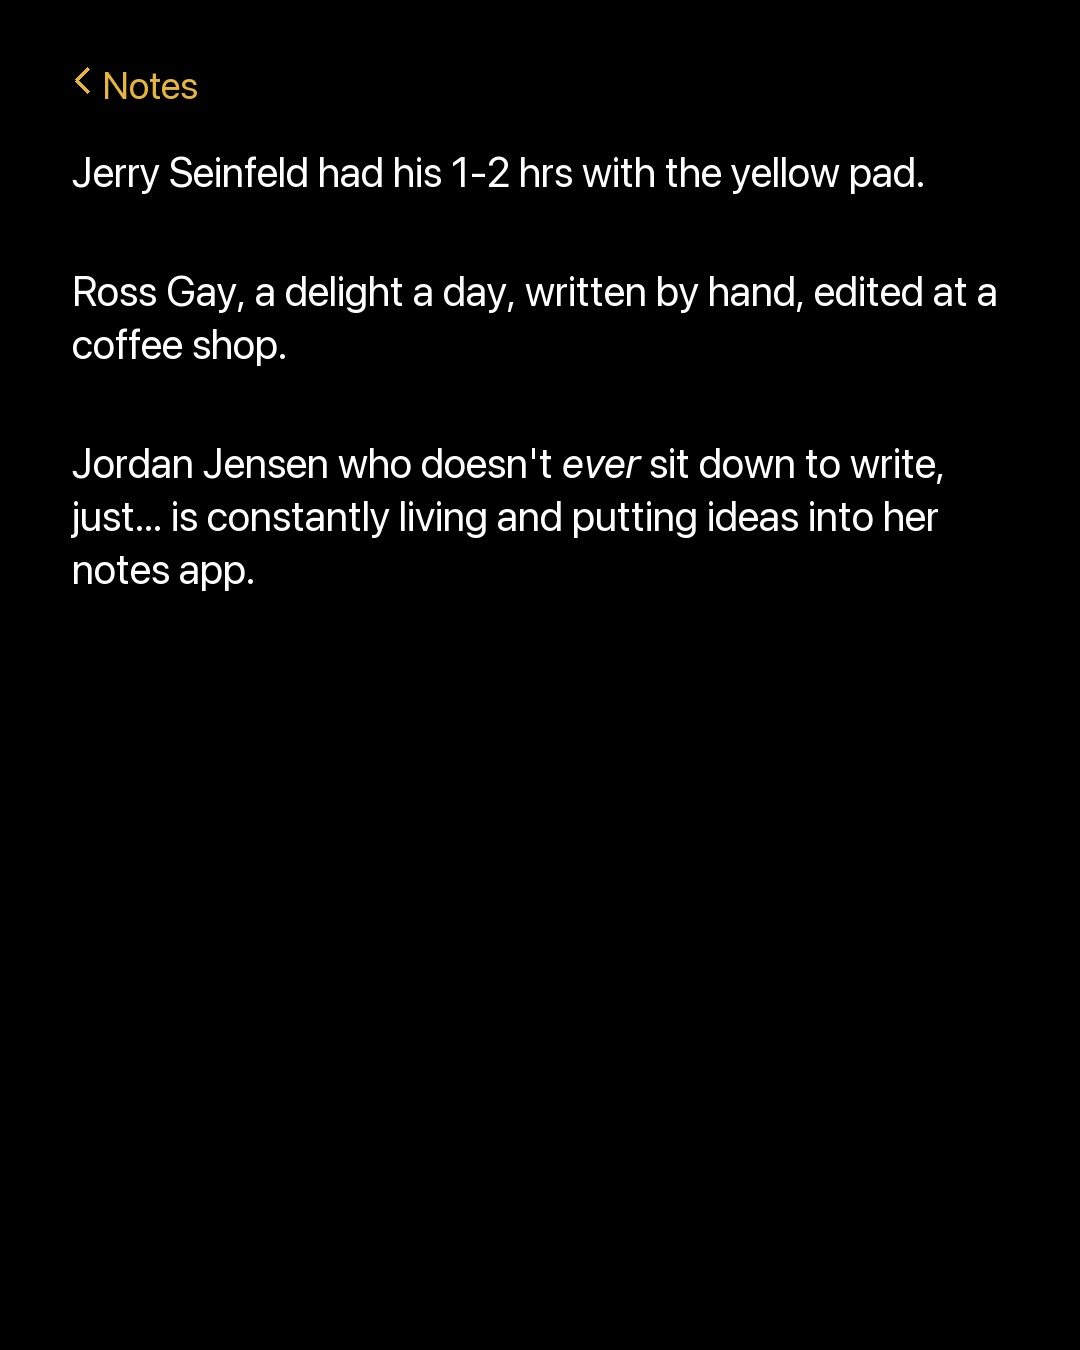 Notes
Jerry Seinfeld had his 1-2 hrs with the yellow pad.
Ross Gay, a delight a day, written by hand, edited at a
coffee shop.
Jordan Jensen who doesn't ever sit down to write,
just... is constantly living and putting ideas into her
notes app.